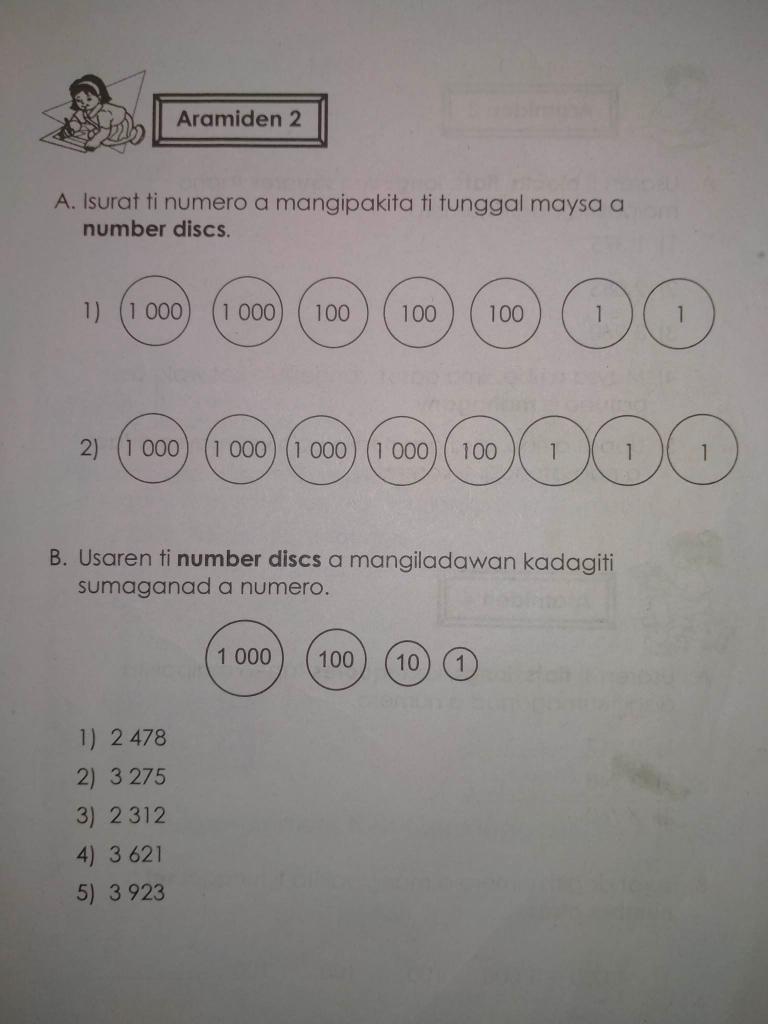 Aramiden 2
A. Isurat ti numero a mangipakita ti tunggal maysa a
number discs.
1) 1 000 1 000 100 100 100 1 1
2) 1 000 1 000 1 000 1 000 100 1 1 1
B. Usaren ti number discs a mangiladawan kadagiti
sumaganad a numero.
1 000 100 10 1
1) 2 478
2) 3 275
3) 2 312
4) 3 621
5) 3 923